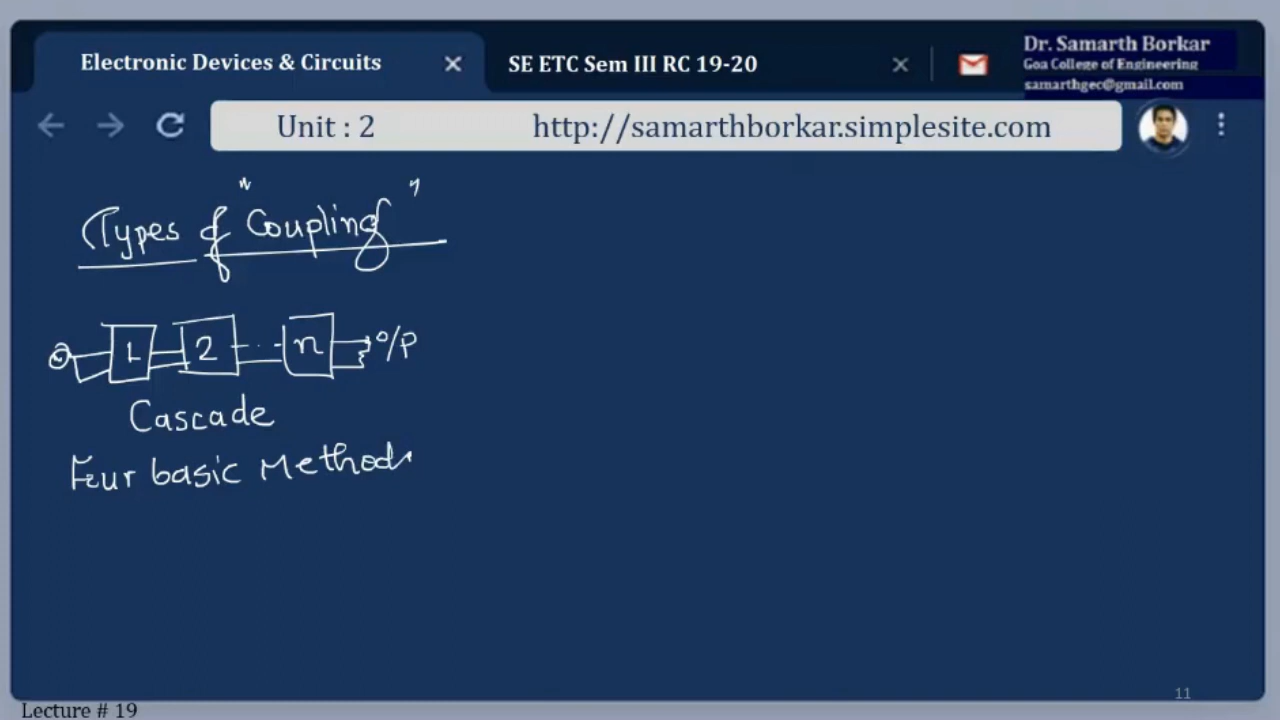 Electronic Devices & Circuits
SE ETC Sem III RC 19-20
Dr. Samarth Borkar
Goa College of Engineering
samarthgec@gmail.com
Unit : 2
http://samarthborkar.simplesite.com
Types of "Coupling"
1 2 ... n O/P
Cascade
Four basic Methods
11
Lecture # 19